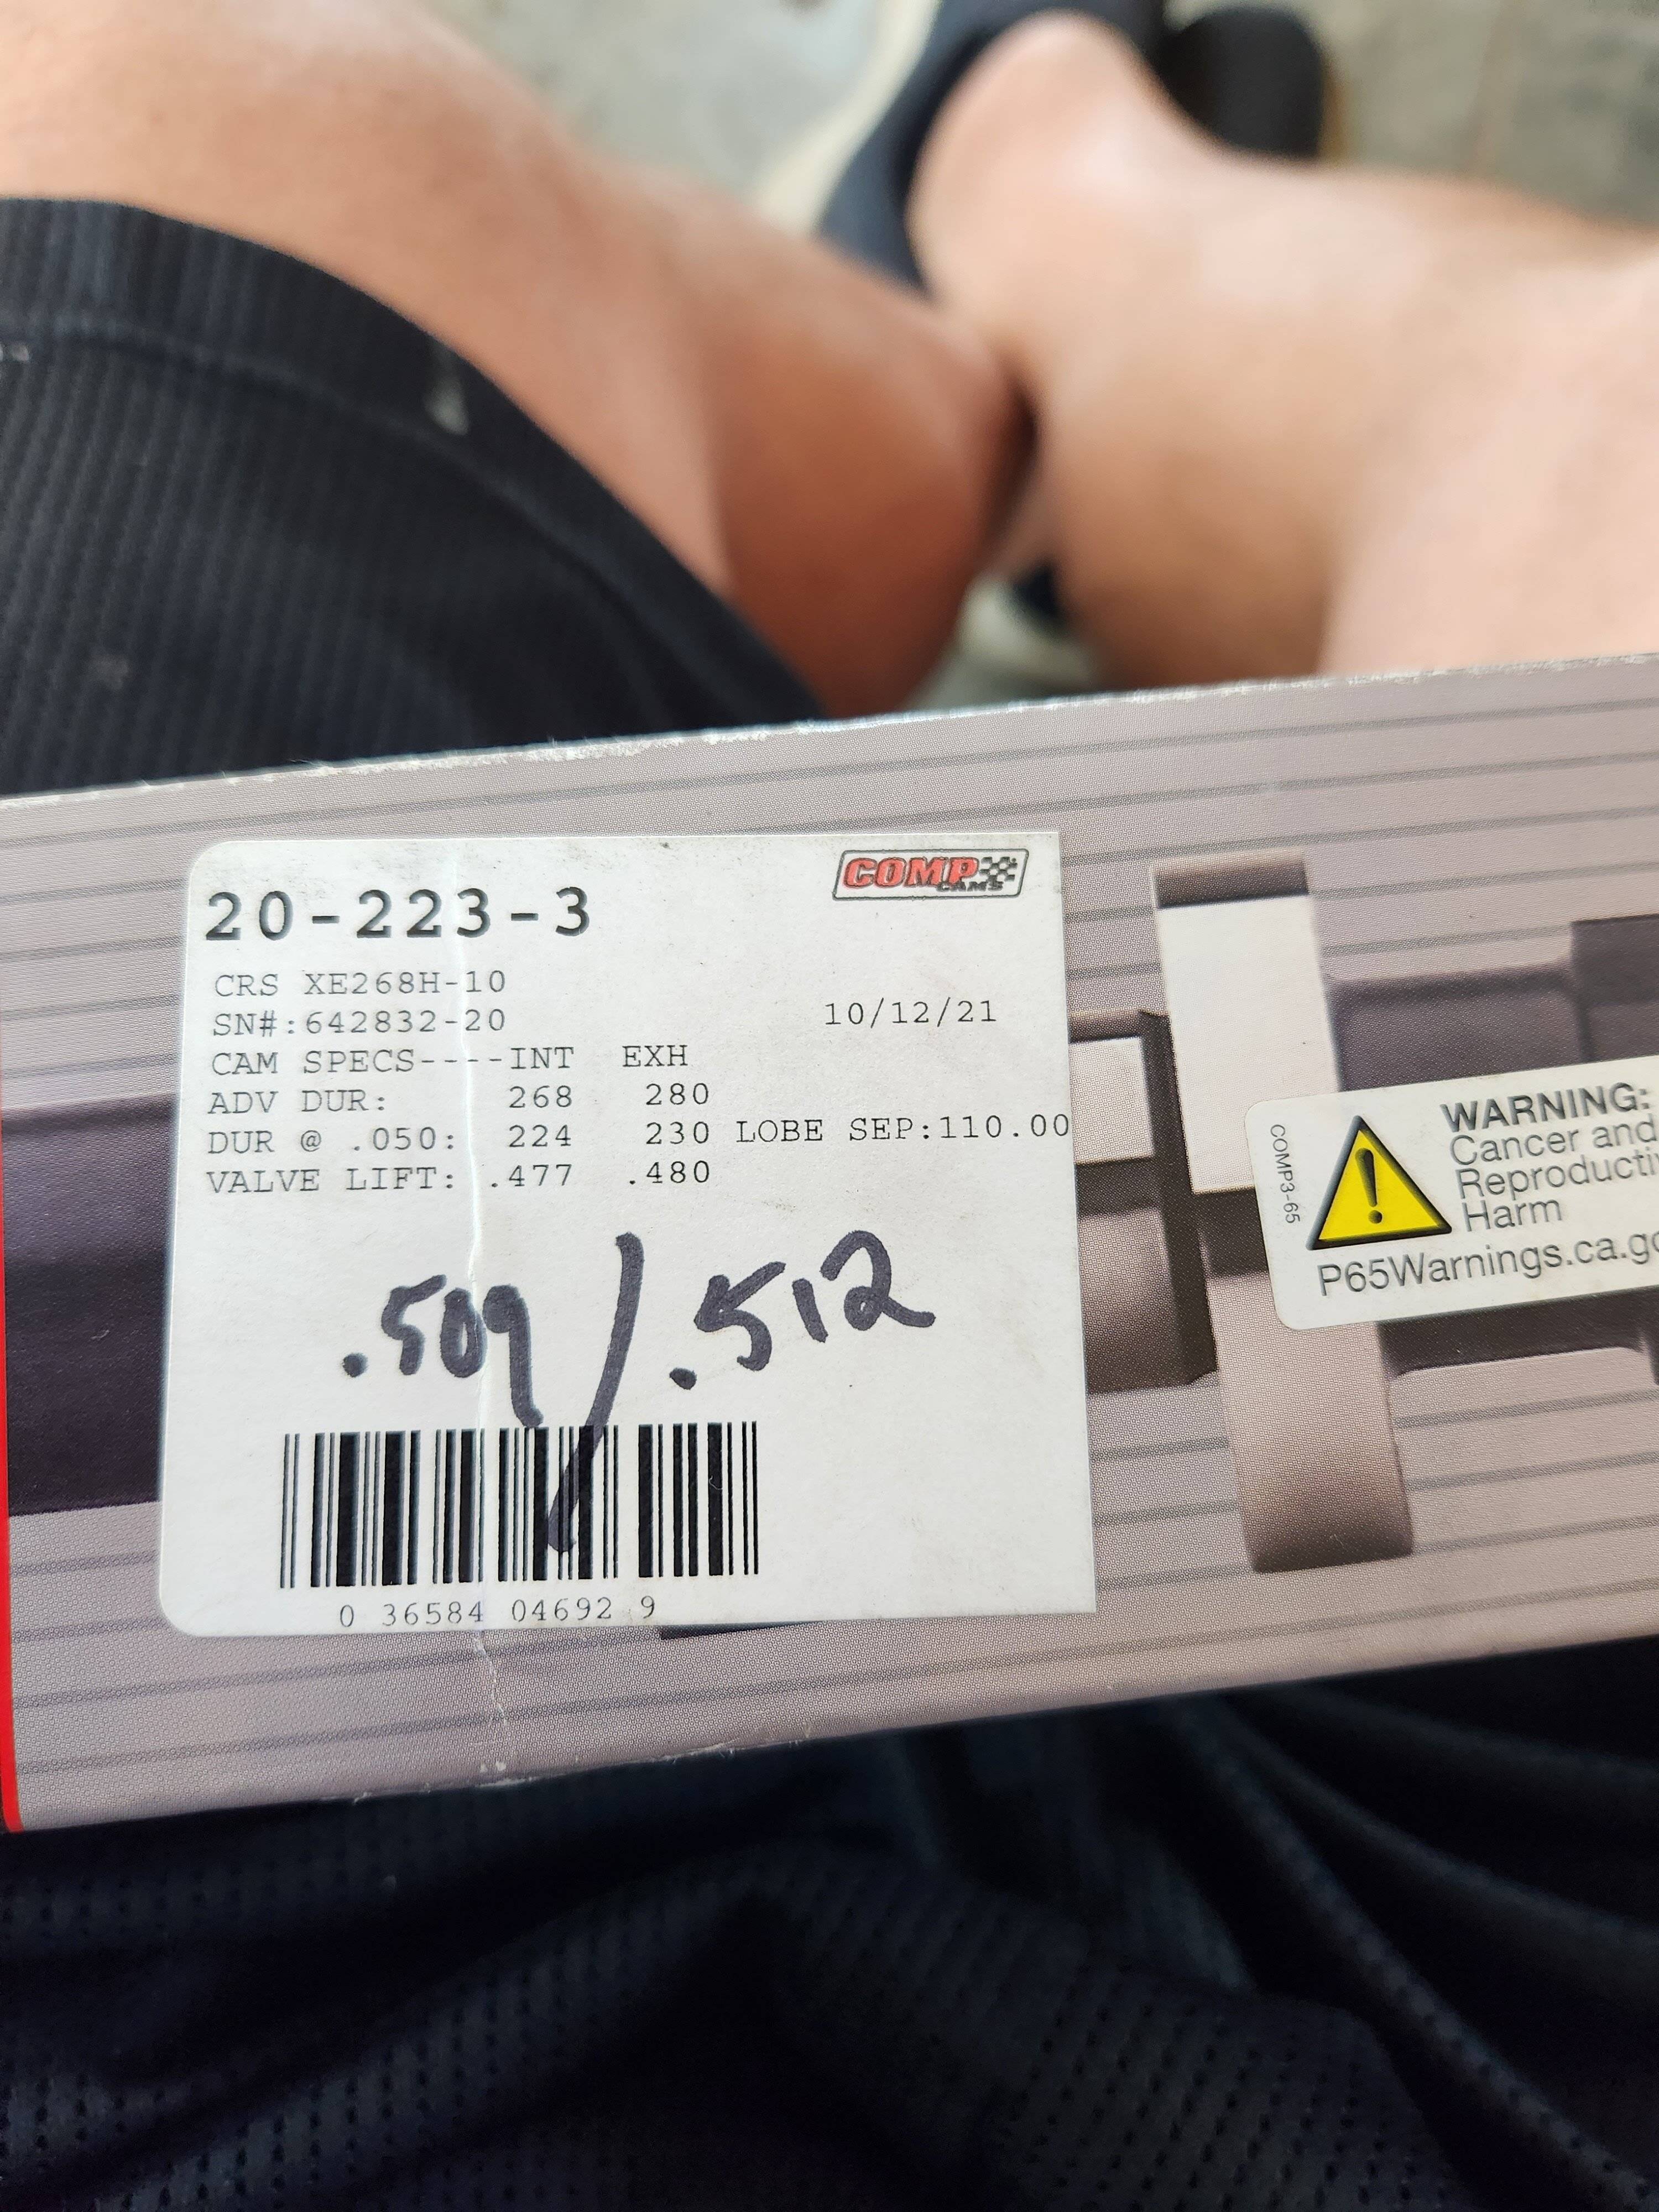 COMP
CAMS
20-223-3
CRS XE268H-10
SN#:642832-20 10/12/21
CAM SPECS----INT EXH
ADV DUR: 268 280
DUR @ .050: 224 230 LOBE SEP:110.00
VALVE LIFT: .477 .480
.509/.512
0 36584 04692 9
COMP3-65
WARNING:
Cancer and
Reproductiv
Harm
P65Warnings.ca.go